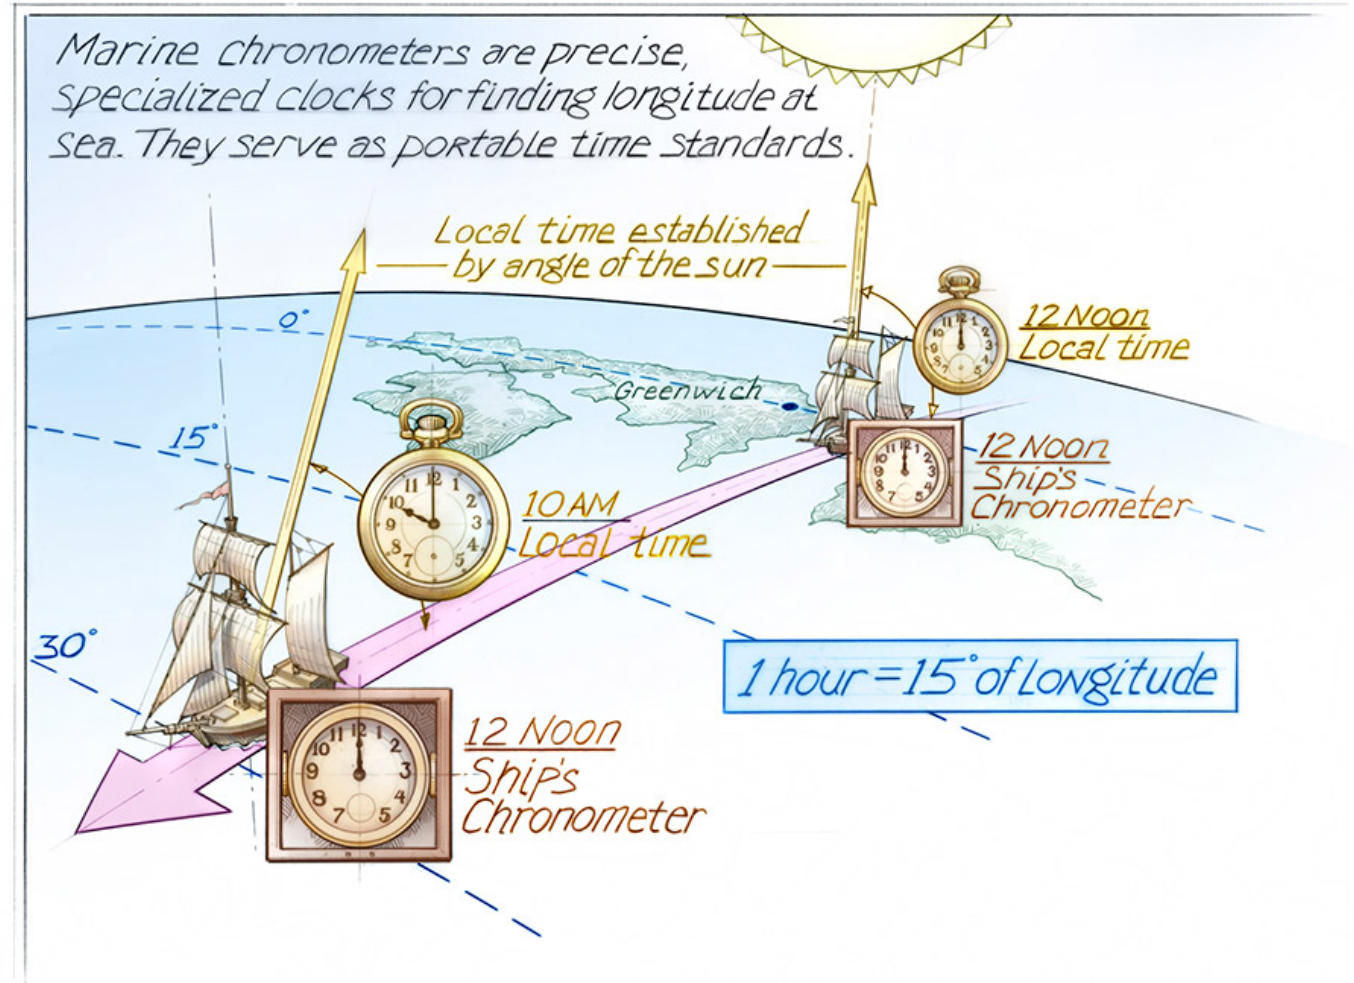 Marine chronometers are precise,
specialized clocks for finding longitude at
sea. They serve as portable time standards.
Local time established
by angle of the sun
0°
12 Noon
Local time
Greenwich
15°
12 Noon
Ship's
Chronometer
10 AM
Local time
30°
1 hour = 15° of Longitude
12 Noon
Ship's
Chronometer